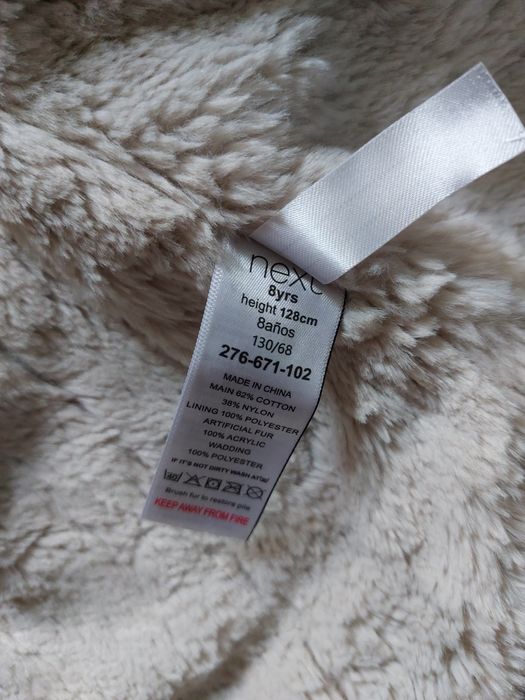 next
8yrs
height 128cm
8años
130/68
276-671-102
MADE IN CHINA
MAIN 62% COTTON
38% NYLON
LINING 100% POLYESTER
ARTIFICIAL FUR
100% ACRYLIC
WADDING
100% POLYESTER
IF IT'S NOT DIRTY WASH AT
Brush fur to restore pile
KEEP AWAY FROM FIRE